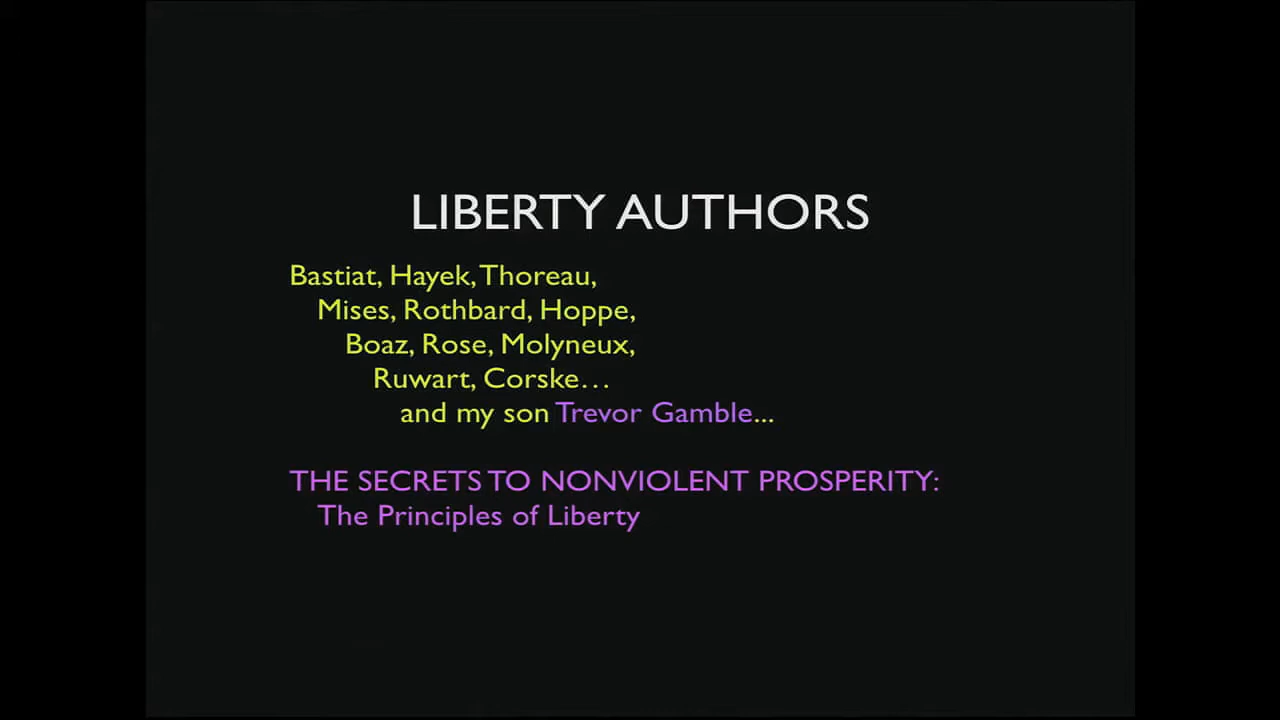 LIBERTY AUTHORS
Bastiat, Hayek, Thoreau,
Mises, Rothbard, Hoppe,
Boaz, Rose, Molyneux,
Ruwart, Corske…
and my son Trevor Gamble...
THE SECRETS TO NONVIOLENT PROSPERITY:
The Principles of Liberty